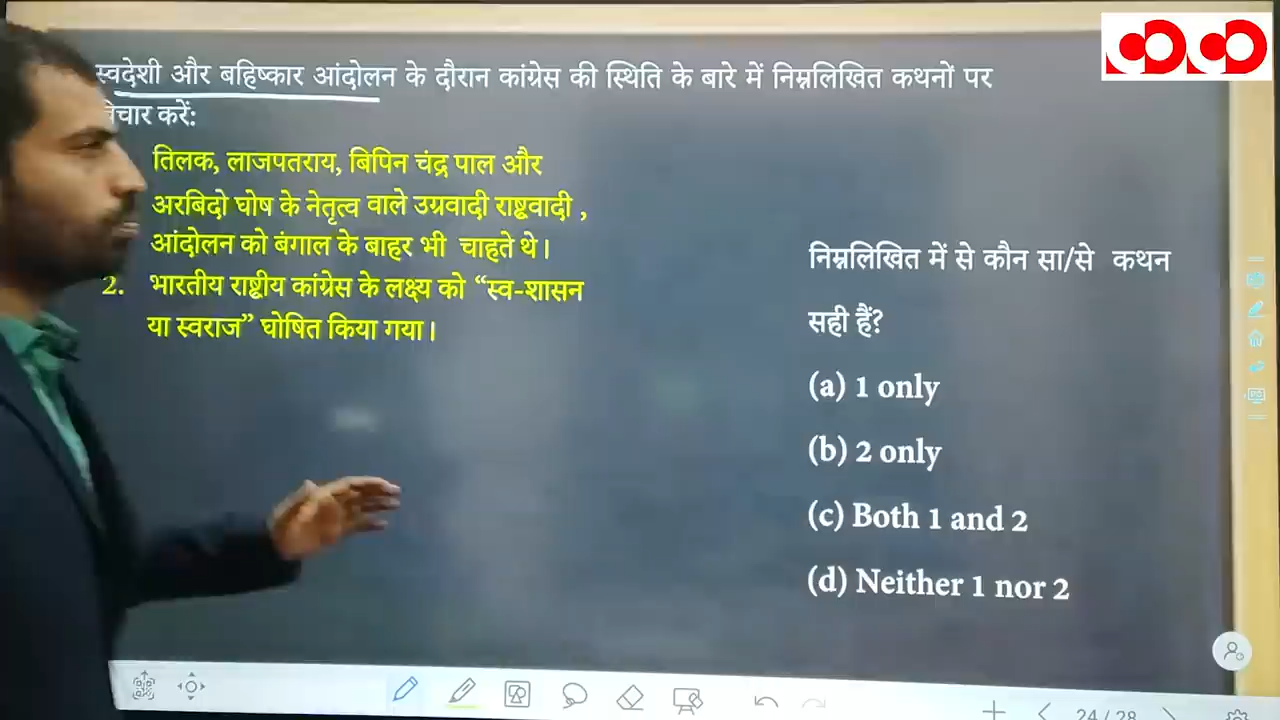 स्वदेशी और बहिष्कार आंदोलन के दौरान कांग्रेस की स्थिति के बारे में निम्नलिखित कथनों पर
विचार करें:
तिलक, लाजपतराय, बिपिन चंद्र पाल और
अरबिदो घोष के नेतृत्व वाले उग्रवादी राष्ट्रवादी ,
आंदोलन को बंगाल के बाहर भी चाहते थे।
2. भारतीय राष्ट्रीय कांग्रेस के लक्ष्य को “स्व-शासन
या स्वराज” घोषित किया गया।
निम्नलिखित में से कौन सा/से कथन
सही हैं?
(a) 1 only
(b) 2 only
(c) Both 1 and 2
(d) Neither 1 nor 2
24/28